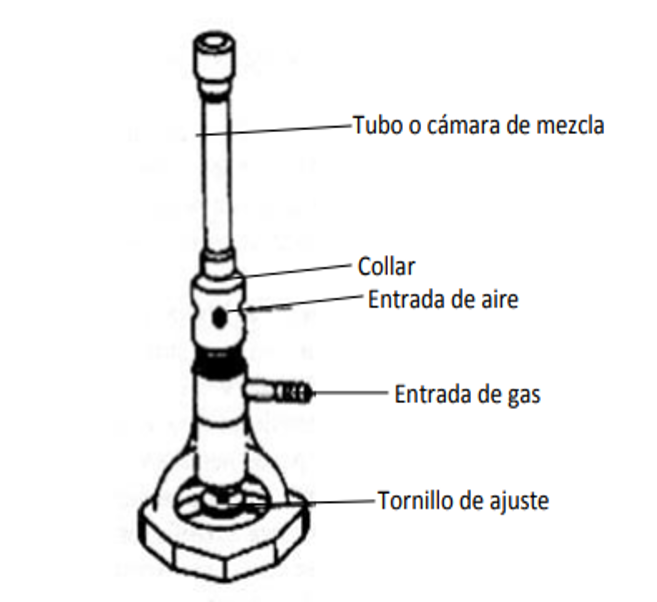 Tubo o cámara de mezcla
Collar
Entrada de aire
Entrada de gas
Tornillo de ajuste